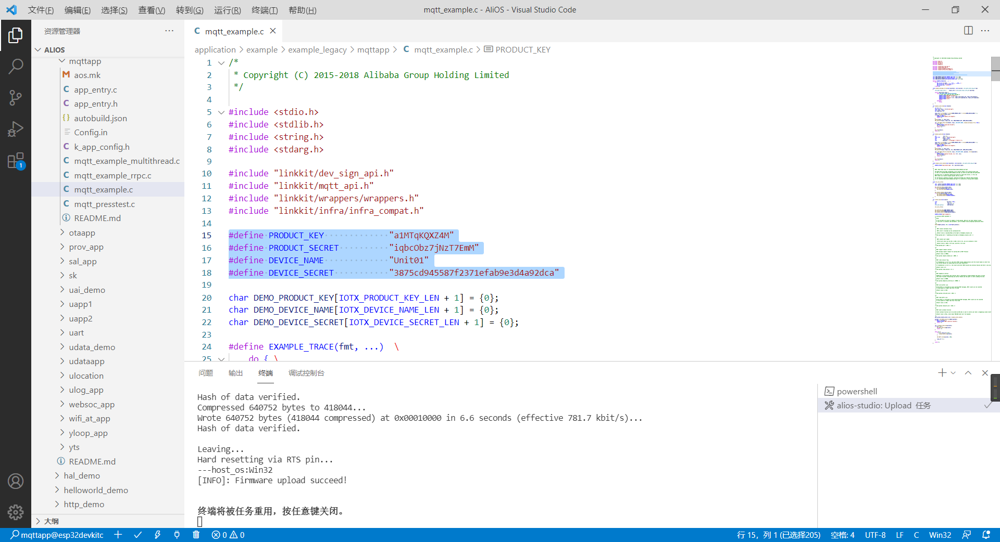 文件(F) 编辑(E) 选择(S) 查看(V) 转到(G) 运行(R) 终端(T) 帮助(H) mqtt_example.c - AliOS - Visual Studio Code
资源管理器 ···
ALIOS
mqttapp
M aos.mk
C app_entry.c
C app_entry.h
{} autobuild.json
Config.in
C k_app_config.h
C mqtt_example_multithread.c
C mqtt_example_rrpc.c
C mqtt_example.c
C mqtt_presstest.c
README.md
otaapp
prov_app
sal_app
sk
uai_demo
uapp1
uapp2
uart
udata_demo
udataapp
ulocation
ulog_app
websoc_app
wifi_at_app
yloop_app
yts
README.md
hal_demo
helloworld_demo
http_demo
大纲
1
C mqtt_example.c
application > example > example_legacy > mqttapp > C mqtt_example.c > PRODUCT_KEY
1 /*
2 * Copyright (C) 2015-2018 Alibaba Group Holding Limited
3 */
4
5 #include <stdio.h>
6 #include <stdlib.h>
7 #include <string.h>
8 #include <stdarg.h>
9
10 #include "linkkit/dev_sign_api.h"
11 #include "linkkit/mqtt_api.h"
12 #include "linkkit/wrappers/wrappers.h"
13 #include "linkkit/infra/infra_compat.h"
14
15 #define PRODUCT_KEY "a1MTqKQXZ4M"
16 #define PRODUCT_SECRET "iqbcObz7jNzT7EmM"
17 #define DEVICE_NAME "Unit01"
18 #define DEVICE_SECRET "3875cd945587f2371efab9e3d4a92dca"
19
20 char DEMO_PRODUCT_KEY[IOTX_PRODUCT_KEY_LEN + 1] = {0};
21 char DEMO_DEVICE_NAME[IOTX_DEVICE_NAME_LEN + 1] = {0};
22 char DEMO_DEVICE_SECRET[IOTX_DEVICE_SECRET_LEN + 1] = {0};
23
24 #define EXAMPLE_TRACE(fmt, ...) \
25 do { \
问题 输出 终端 调试控制台
Hash of data verified.
Compressed 640752 bytes to 418044...
Wrote 640752 bytes (418044 compressed) at 0x00010000 in 6.6 seconds (effective 781.7 kbit/s)...
Hash of data verified.
Leaving...
Hard resetting via RTS pin...
---host_os:Win32
[INFO]: Firmware upload succeed!
终端将被任务重用，按任意键关闭。
powershell
alios-studio: Upload 任务
mqttapp@esp32devkitc 0 0 行 15，列 1 (已选择205) 空格: 4 UTF-8 LF C Win32